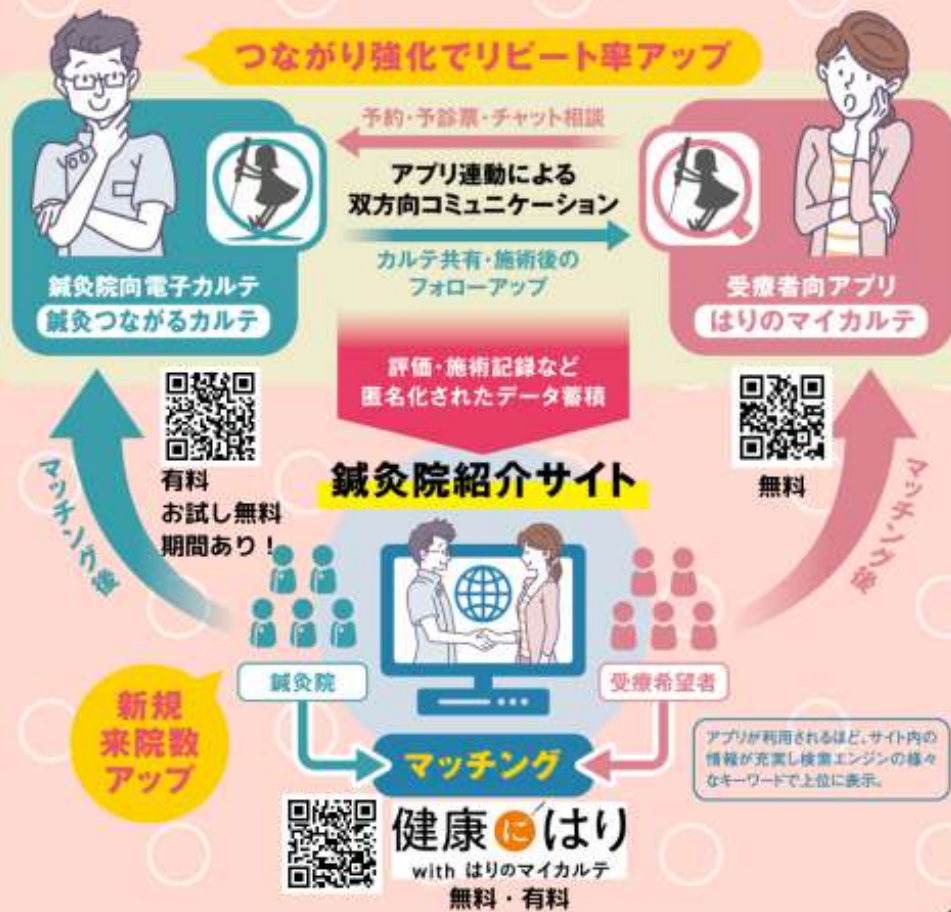 つながり強化でリピート率アップ
予約・予診票・チャット相談
アプリ連動による
双方向コミュニケーション
カルテ共有・施術後の
フォローアップ
鍼灸院向電子カルテ
鍼灸つながるカルテ
受療者向アプリ
はりのマイカルテ
評価・施術記録など
匿名化されたデータ蓄積
マッチング後
有料
お試し無料
期間あり!
鍼灸院紹介サイト
無料
マッチング後
鍼灸院
受療希望者
新規
来院数
アップ
マッチング
アプリが利用されるほど、サイト内の
情報が充実し検索エンジンの様々
なキーワードで上位に表示。
健康にはり
with はりのマイカルテ
無料・有料